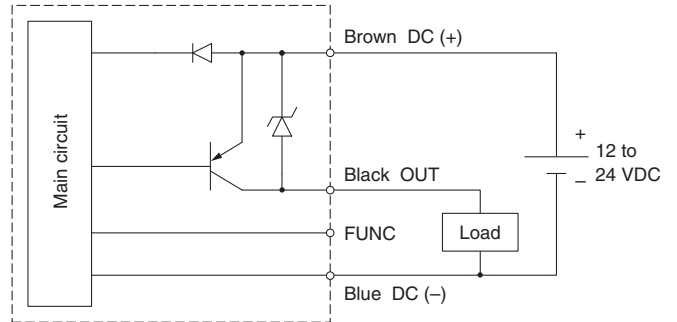 Main circuit
Brown DC (+)
+
12 to
– 24 VDC
Black OUT
FUNC
Load
Blue DC (–)